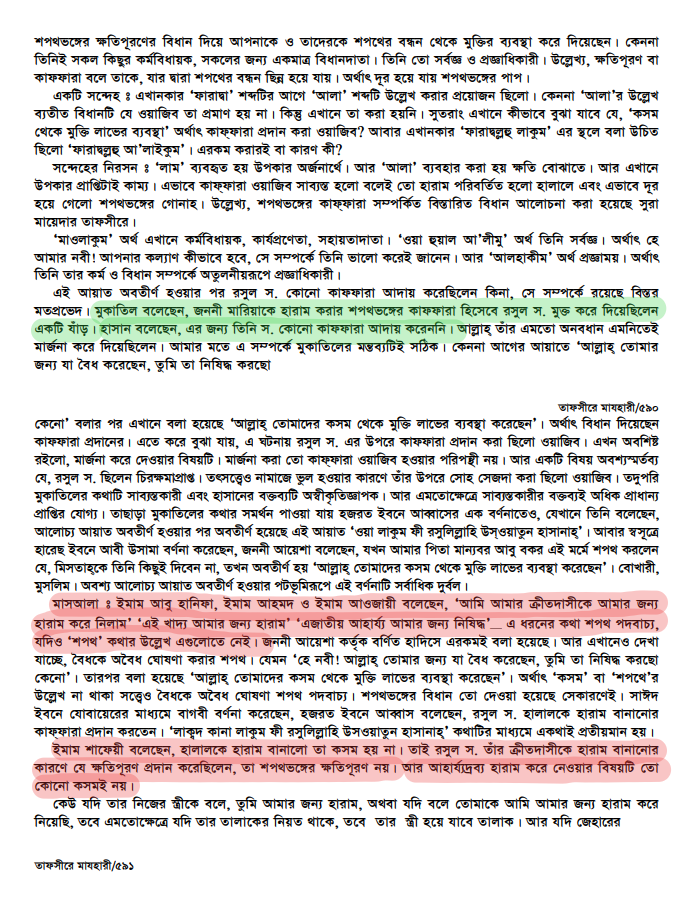 শপথভঙ্গের ক্ষতিপূরণের বিধান দিয়ে আপনাকে ও তাদেরকে শপথের বন্ধন থেকে মুক্তির ব্যবস্থা করে দিয়েছেন। কেননা
তিনিই সকল কিছুর কর্মবিধায়ক, সকলের জন্য একমাত্র বিধানদাতা। তিনি তো সর্বজ্ঞ ও প্রজ্ঞাধিকারী। উল্লেখ্য, ক্ষতিপূরণ বা
কাফফারা বলে তাকে, যার দ্বারা শপথের বন্ধন ছিন্ন হয়ে যায়। অর্থাৎ দূর হয়ে যায় শপথভঙ্গের পাপ।
একটি সন্দেহ ঃ এখানকার ‘ফারাদ্বা’ শব্দটির আগে ‘আলা’ শব্দটি উল্লেখ করার প্রয়োজন ছিলো। কেননা ‘আলা’র উল্লেখ
ব্যতীত বিধানটি যে ওয়াজিব তা প্রমাণ হয় না। কিন্তু এখানে তা করা হয়নি। সুতরাং এখানে কীভাবে বুঝা যাবে যে, ‘কসম
থেকে মুক্তি লাভের ব্যবস্থা’ অর্থাৎ কাফ্ফারা প্রদান করা ওয়াজিব? আবার এখানকার ‘ফারাদ্বল্লহু লাকুম’ এর স্থলে বলা উচিত
ছিলো ‘ফারাদ্বল্লহু আ’লাইকুম’। এরকম করারই বা কারণ কী?
সন্দেহের নিরসন ঃ ‘লাম’ ব্যবহৃত হয় উপকার অর্জনার্থে। আর ‘আলা’ ব্যবহার করা হয় ক্ষতি বোঝাতে। আর এখানে
উপকার প্রাপ্তিটাই কাম্য। এভাবে কাফ্ফারা ওয়াজিব সাব্যস্ত হলো বলেই তো হারাম পরিবর্তিত হলো হালালে এবং এভাবে দূর
হয়ে গেলো শপথভঙ্গের গোনাহ। উল্লেখ্য, শপথভঙ্গের কাফ্ফারা সম্পর্কিত বিস্তারিত বিধান আলোচনা করা হয়েছে সুরা
মায়েদার তাফসীরে।
‘মাওলাকুম’ অর্থ এখানে কর্মবিধায়ক, কার্যপ্রণেতা, সহায়তাদাতা। ‘ওয়া হুয়াল আ’লীমু’ অর্থ তিনি সর্বজ্ঞ। অর্থাৎ হে
আমার নবী! আপনার কল্যাণ কীভাবে হবে, সে সম্পর্কে তিনি ভালো করেই জানেন। আর ‘আলহাকীম’ অর্থ প্রজ্ঞাময়। অর্থাৎ
তিনি তার কর্ম ও বিধান সম্পর্কে অতুলনীয়রূপে প্রজ্ঞাধিকারী।
এই আয়াত অবতীর্ণ হওয়ার পর রসুল স. কোনো কাফফারা আদায় করেছিলেন কিনা, সে সম্পর্কে রয়েছে বিস্তর
মতপ্রভেদ। মুকাতিল বলেছেন, জননী মারিয়াকে হারাম করার শপথভঙ্গের কাফফারা হিসেবে রসুল স. মুক্ত করে দিয়েছিলেন
একটি বাঁড়। হাসান বলেছেন, এর জন্য তিনি স. কোনো কাফফারা আদায় করেননি। আল্লাহ্ তাঁর এমতো অনবধান এমনিতেই
মার্জনা করে দিয়েছিলেন। আমার মতে এ সম্পর্কে মুকাতিলের মন্তব্যটিই সঠিক। কেননা আগের আয়াতে ‘আল্লাহ্ তোমার
জন্য যা বৈধ করেছেন, তুমি তা নিষিদ্ধ করছো
তাফসীরে মাযহারী/৫৯০
কেনো’ বলার পর এখানে বলা হয়েছে ‘আল্লাহ্ তোমাদের কসম থেকে মুক্তি লাভের ব্যবস্থা করেছেন’। অর্থাৎ বিধান দিয়েছেন
কাফফারা প্রদানের। এতে করে বুঝা যায়, এ ঘটনায় রসুল স. এর উপরে কাফফারা প্রদান করা ছিলো ওয়াজিব। এখন অবশিষ্ট
রইলো, মার্জনা করে দেওয়ার বিষয়টি। মার্জনা করা তো কাফফারা ওয়াজিব হওয়ার পরিপন্থী নয়। আর একটি বিষয় অবশ্যস্মর্তব্য
যে, রসুল স. ছিলেন চিরক্ষমাপ্রাপ্ত। তৎসত্ত্বেও নামাজে ভুল হওয়ার কারণে তাঁর উপরে সোহ সেজদা করা ছিলো ওয়াজিব। তদুপরি
মুকাতিলের কথাটি সাব্যস্তকারী এবং হাসানের বক্তব্যটি অস্বীকৃতিজ্ঞাপক। আর এমতোক্ষেত্রে সাব্যস্তকারীর বক্তব্যই অধিক প্রাধান্য
প্রাপ্তির যোগ্য। তাছাড়া মুকাতিলের কথার সমর্থন পাওয়া যায় হজরত ইবনে আব্বাসের এক বর্ণনাতেও, যেখানে তিনি বলেছেন,
আলোচ্য আয়াত অবতীর্ণ হওয়ার পর অবতীর্ণ হয়েছে এই আয়াত ‘ওয়া লাকুম ফী রসুলিল্লাহি উস্ওয়াতুন হাসানাহ্’। আবার স্বসূত্রে
হারেছ ইবনে আবী উসামা বর্ণনা করেছেন, জননী আয়েশা বলেছেন, যখন আমার পিতা মান্যবর আবু বকর এই মর্মে শপথ করলেন
যে, মিসতাহ্কে তিনি কিছুই দিবেন না, তখন অবতীর্ণ হয় ‘আল্লাহ্ তোমাদের কসম থেকে মুক্তি লাভের ব্যবস্থা করেছেন’। বোখারী,
মুসলিম। অবশ্য আলোচ্য আয়াত অবতীর্ণ হওয়ার পটভূমিরূপে এই বর্ণনাটি সর্বাধিক দুর্বল।
মাসআলা ঃ ইমাম আবু হানিফা, ইমাম আহমদ ও ইমাম আওজায়ী বলেছেন, ‘আমি আমার ক্রীতদাসীকে আমার জন্য
হারাম করে নিলাম’ ‘এই খাদ্য আমার জন্য হারাম’ ‘এজাতীয় আহার্য্য আমার জন্য নিষিদ্ধ’__ এ ধরনের কথা শপথ পদবাচ্য,
যদিও ‘শপথ’ কথার উল্লেখ এগুলোতে নেই। জননী আয়েশা কর্তৃক বর্ণিত হাদিসে এরকমই বলা হয়েছে। আর এখানেও দেখা
যাচ্ছে, বৈধকে অবৈধ ঘোষণা করার শপথ। যেমন ‘হে নবী! আল্লাহ্ তোমার জন্য যা বৈধ করেছেন, তুমি তা নিষিদ্ধ করছো
কেনো’। তারপর বলা হয়েছে ‘আল্লাহ্ তোমাদের কসম থেকে মুক্তি লাভের ব্যবস্থা করেছেন’। অর্থাৎ ‘কসম’ বা ‘শপথে’র
উল্লেখ না থাকা সত্ত্বেও বৈধকে অবৈধ ঘোষণা শপথ পদবাচ্য। শপথভঙ্গের বিধান তো দেওয়া হয়েছে সেকারণেই। সাঈদ
ইবনে যোবায়েরের মাধ্যমে বাগবী বর্ণনা করেছেন, হজরত ইবনে আব্বাস বলেছেন, রসুল স. হালালকে হারাম বানানোর
কাফ্ফারা প্রদান করতেন। ‘লাক্বদ কানা লাকুম ফী রসুলিল্লাহি উসওয়াতুন হাসানাহ্’ কথাটির মাধ্যমে একথাই প্রতীয়মান হয়।
ইমাম শাফেয়ী বলেছেন, হালালকে হারাম বানালো তা কসম হয় না। তাই রসুল স. তাঁর ক্রীতদাসীকে হারাম বানানোর
কারণে যে ক্ষতিপূরণ প্রদান করেছিলেন, তা শপথভঙ্গের ক্ষতিপূরণ নয়। আর আহার্য্যদ্রব্য হারাম করে নেওয়ার বিষয়টি তো
কোনো কসমই নয়।
কেউ যদি তার নিজের স্ত্রীকে বলে, তুমি আমার জন্য হারাম, অথবা যদি বলে তোমাকে আমি আমার জন্য হারাম করে
নিয়েছি, তবে এমতোক্ষেত্রে যদি তার তালাকের নিয়ত থাকে, তবে তার স্ত্রী হয়ে যাবে তালাক। আর যদি জেহারের
তাফসীরে মাযহারী/৫৯১